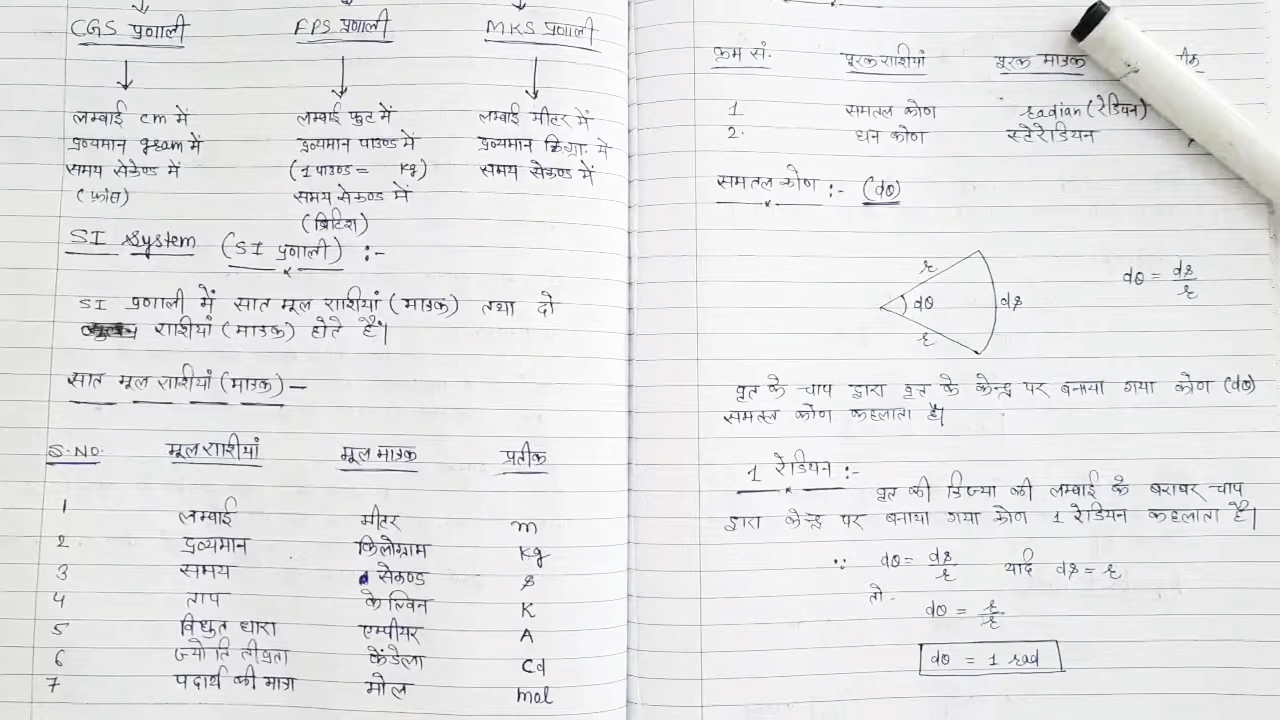 CGS प्रणाली FPS प्रणाली MKS प्रणाली
लम्बाई cm में लम्बाई फुट में लम्बाई मीटर में
द्रव्यमान gram में द्रव्यमान पाउण्ड में द्रव्यमान किग्रा. में
समय सेकेण्ड में (1 पाउण्ड = Kg) समय सेकण्ड में
(फ्रांस) समय सेकण्ड में
(ब्रिटिश)
SI System (SI प्रणाली) :-
SI प्रणाली में सात मूल राशीयां (मात्रक) तथा दो
राशीयां (मात्रक) होते हैं।
सात मूल राशीयां (मात्रक) –
S.No. मूल राशीयां मूल मात्रक प्रतीक
1 लम्बाई मीटर m
2 द्रव्यमान किलोग्राम Kg
3 समय सेकण्ड s
4 ताप केल्विन K
5 विधुत धारा एम्पीयर A
6 ज्योति तीव्रता केंडेला Cd
7 पदार्थ की मात्रा मोल mol
क्रम सं. पूरक राशीयां पूरक मात्रक
1 समतल कोण radian (रेडियन)
2. घन कोण स्टेरेडियन
समतल कोण :- (dθ)
r
dθ ds dθ = ds/r
r
वृत के चाप द्वारा वृत के केन्द्र पर बनाया गया कोण (dθ)
समतल कोण कहलाता है।
1 रेडियन :-
वृत की त्रिज्या की लम्बाई के बराबर चाप
द्वारा केन्द्र पर बनाया गया कोण 1 रेडियन कहलाता है।
∵ dθ = ds/r यदि ds = r
तो -
dθ = r/r
dθ = 1 rad